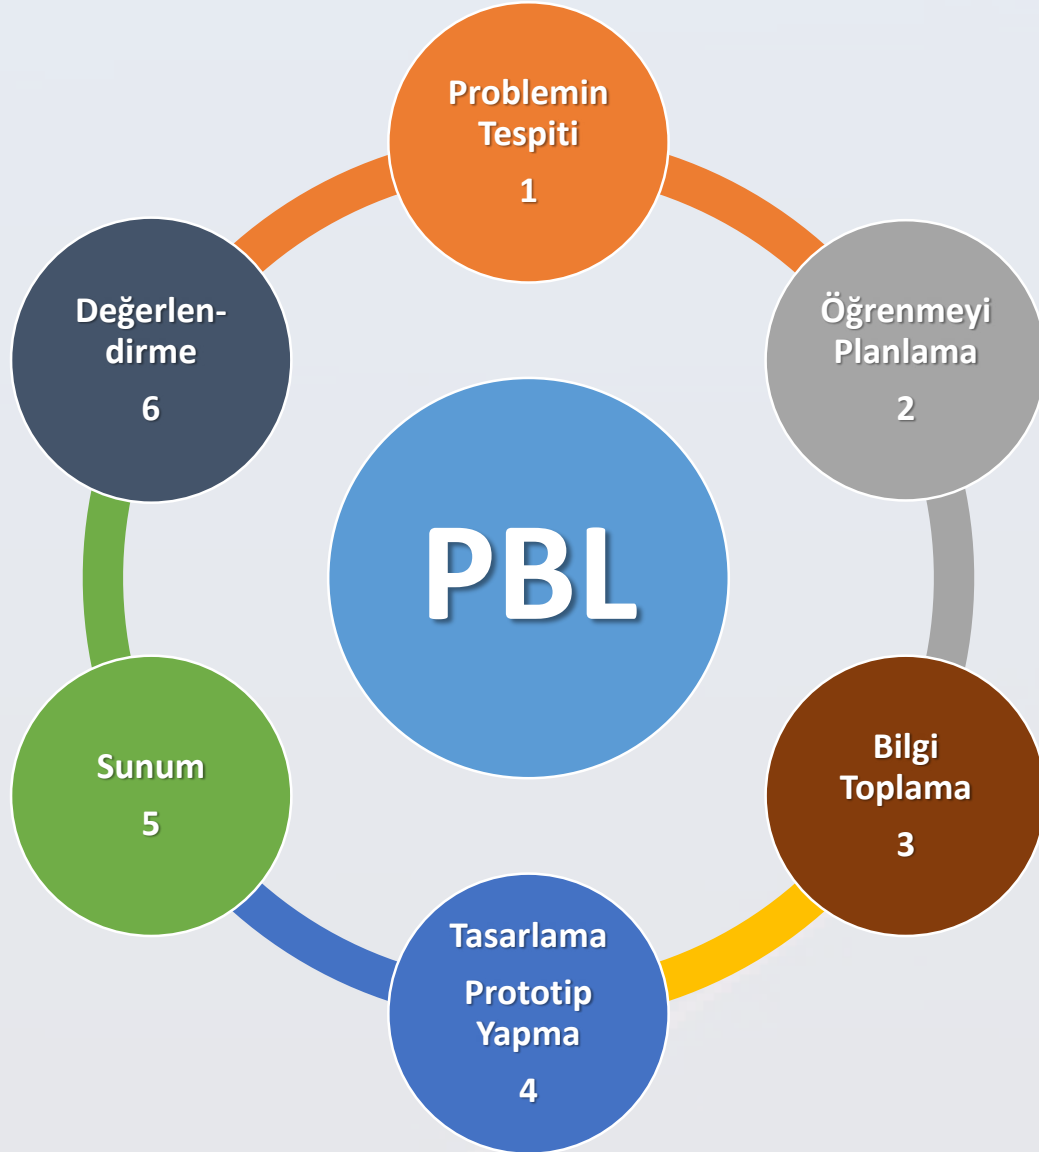 Problemin
Tespiti
1
Öğrenmeyi
Planlama
2
Bilgi
Toplama
3
Tasarlama
Prototip
Yapma
4
Sunum
5
Değerlen-
dirme
6
PBL